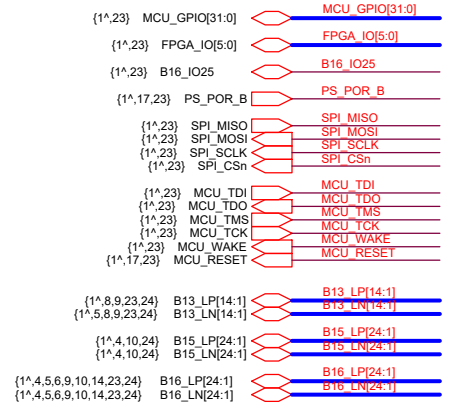 {1^,23} MCU_GPIO[31:0] MCU_GPIO[31:0]
{1^,23} FPGA_IO[5:0] FPGA_IO[5:0]
{1^,23} B16_IO25 B16_IO25
{1^,17,23} PS_POR_B PS_POR_B
{1^,23} SPI_MISO SPI_MISO
{1^,23} SPI_MOSI SPI_MOSI
{1^,23} SPI_SCLK SPI_SCLK
{1^,23} SPI_CSn SPI_CSn
{1^,23} MCU_TDI MCU_TDI
{1^,23} MCU_TDO MCU_TDO
{1^,23} MCU_TMS MCU_TMS
{1^,23} MCU_TCK MCU_TCK
{1^,23} MCU_WAKE MCU_WAKE
{1^,17,23} MCU_RESET MCU_RESET
{1^,8,9,23,24} B13_LP[14:1] B13_LP[14:1]
{1^,5,8,9,23,24} B13_LN[14:1] B13_LN[14:1]
{1^,4,10,24} B15_LP[24:1] B15_LP[24:1]
{1^,4,10,24} B15_LN[24:1] B15_LN[24:1]
{1^,4,5,6,9,10,14,23,24} B16_LP[24:1] B16_LP[24:1]
{1^,4,5,6,9,10,14,23,24} B16_LN[24:1] B16_LN[24:1]